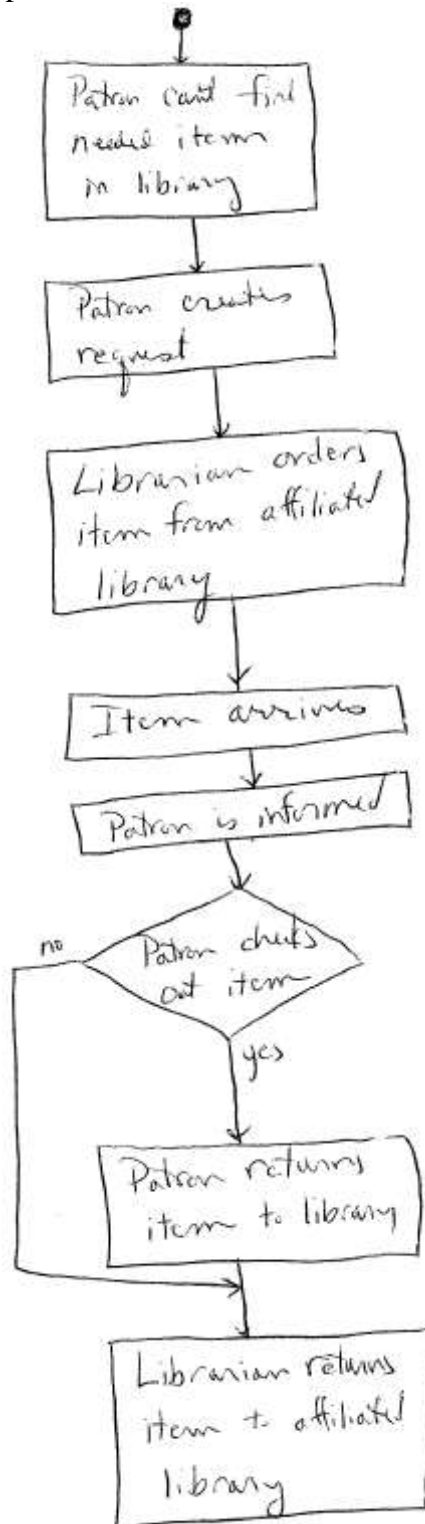 Patron can't find
needed item
in library
Patron creates
request
Librarian orders
item from affiliated
library
Item arrives
Patron is informed
Patron checks
out item
no
yes
Patron returns
item to library
Librarian returns
item to affiliated
library